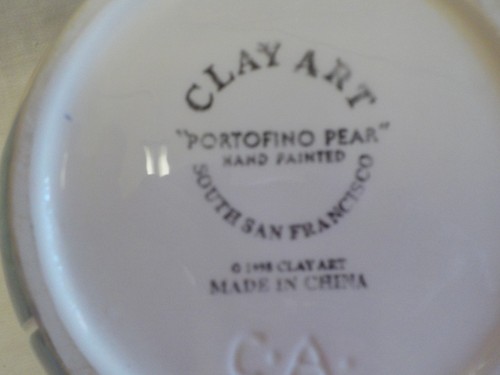 CLAY ART
"PORTOFINO PEAR"
HAND PAINTED
SOUTH SAN FRANCISCO
© 1998 CLAY ART
MADE IN CHINA
C.A.